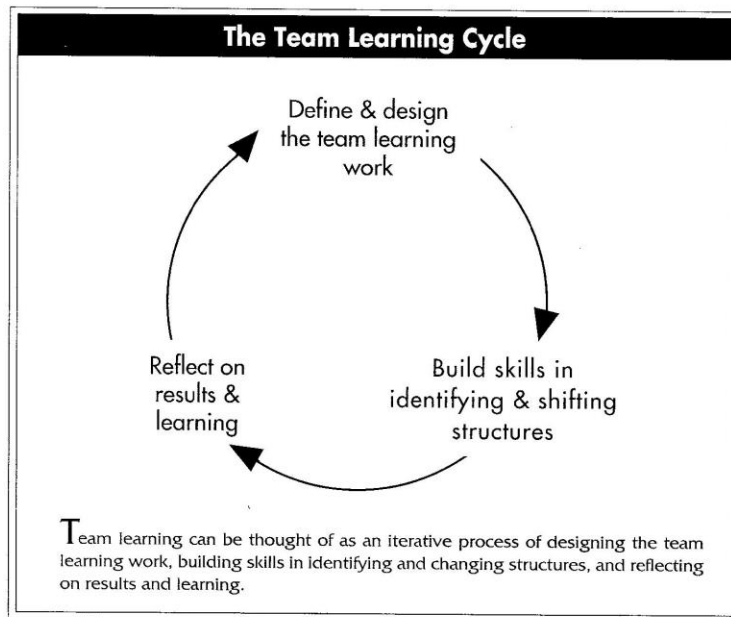 The Team Learning Cycle
Define & design
the team learning
work
Build skills in
identifying & shifting
structures
Reflect on
results &
learning
Team learning can be thought of as an iterative process of designing the team
learning work, building skills in identifying and changing structures, and reflecting
on results and learning.